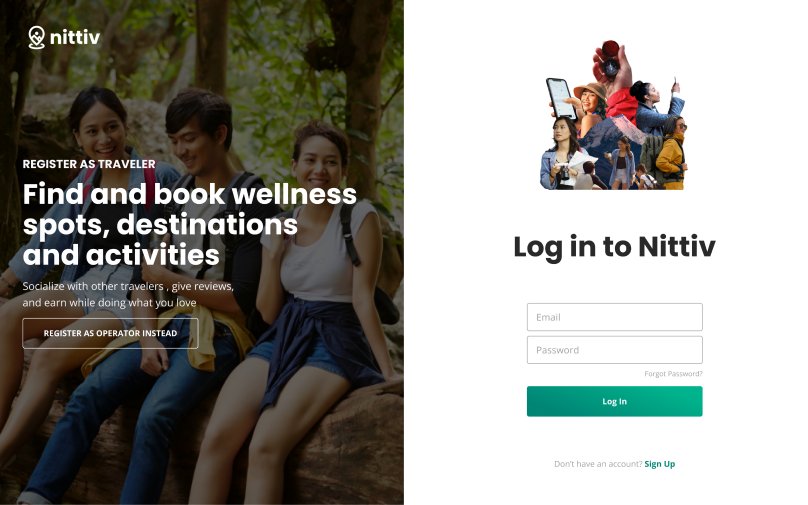 nittiv
REGISTER AS TRAVELER
Find and book wellness
spots, destinations
and activities
Socialize with other travelers , give reviews,
and earn while doing what you love
REGISTER AS OPERATOR INSTEAD
Log in to Nittiv
Email
Password
Forgot Password?
Log In
Don't have an account? Sign Up